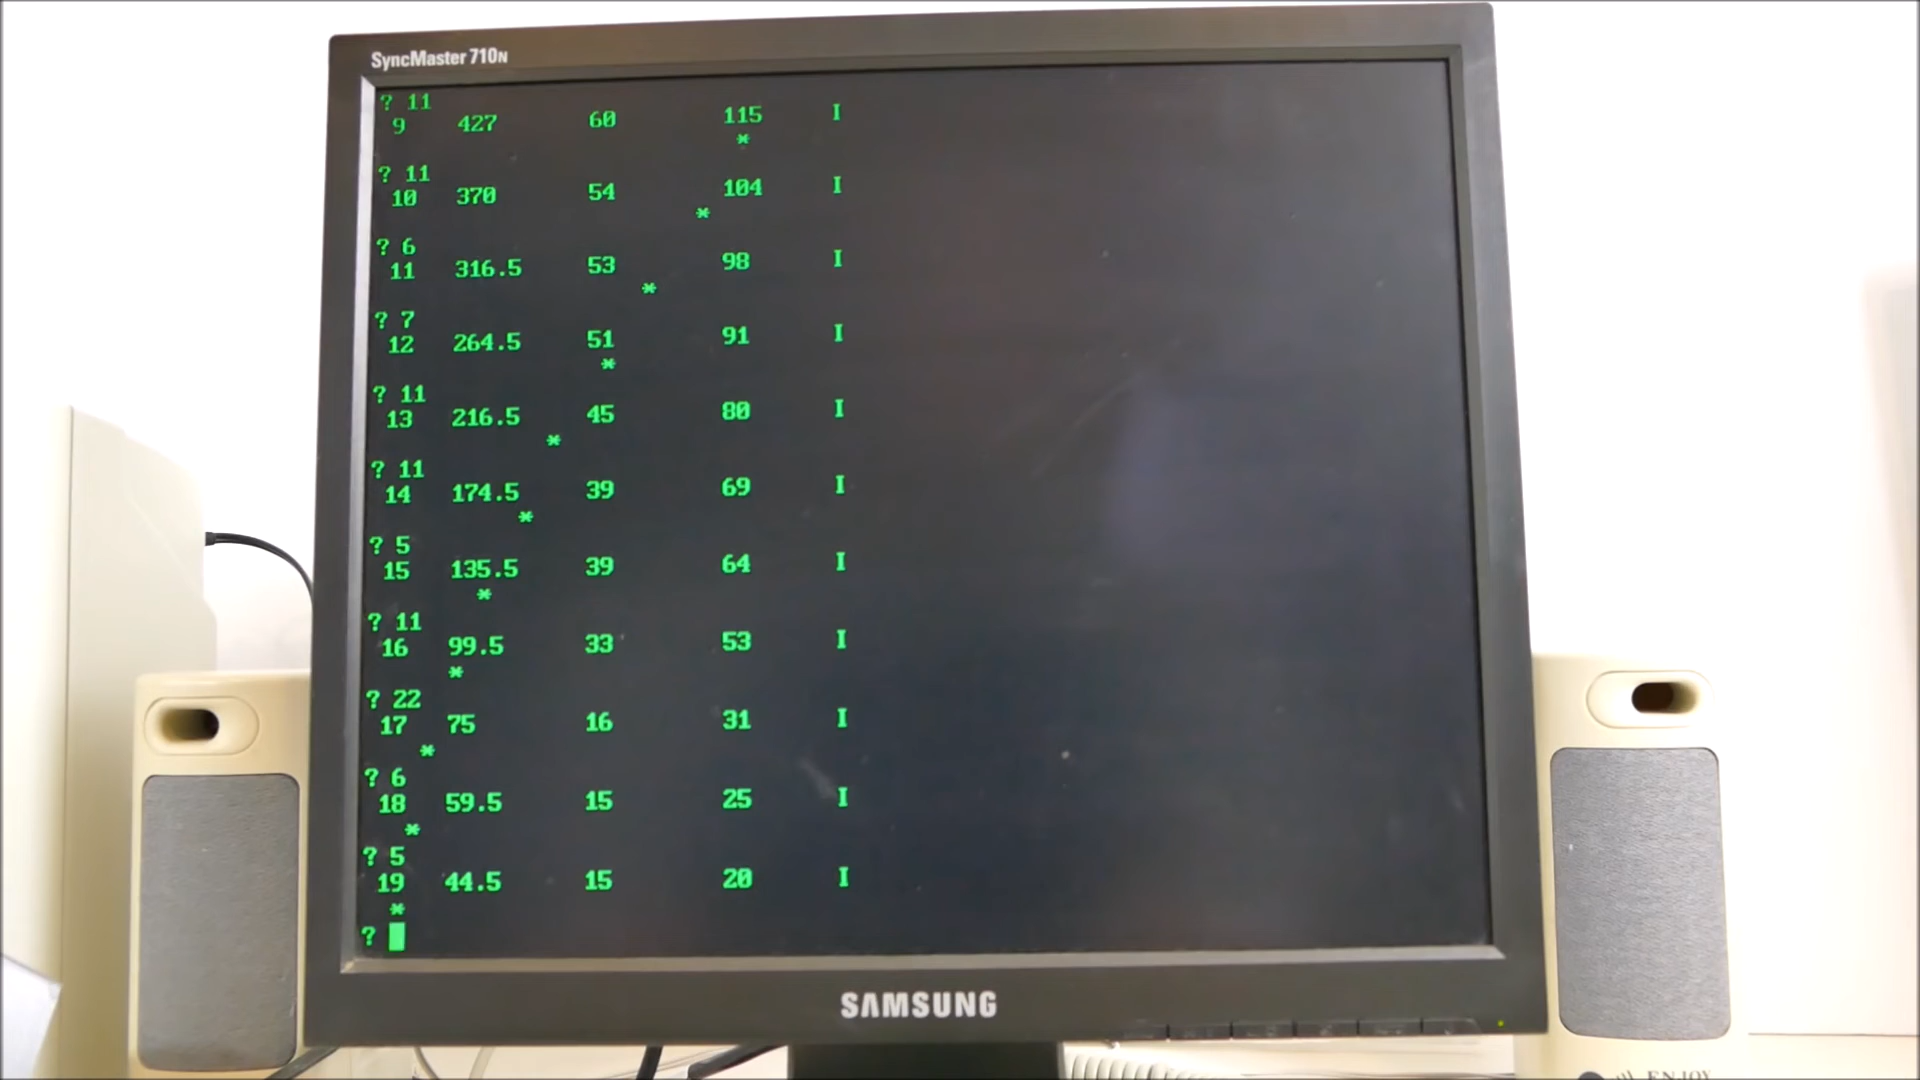 SyncMaster 710N
? 11
9 427 60 115 I
*
? 11
10 370 54 104 I
*
? 6
11 316.5 53 98 I
*
? 7
12 264.5 51 91 I
*
? 11
13 216.5 45 80 I
*
? 11
14 174.5 39 69 I
*
? 5
15 135.5 39 64 I
*
? 11
16 99.5 33 53 I
*
? 22
17 75 16 31 I
*
? 6
18 59.5 15 25 I
*
? 5
19 44.5 15 20 I
*
?
SAMSUNG
ENJOY